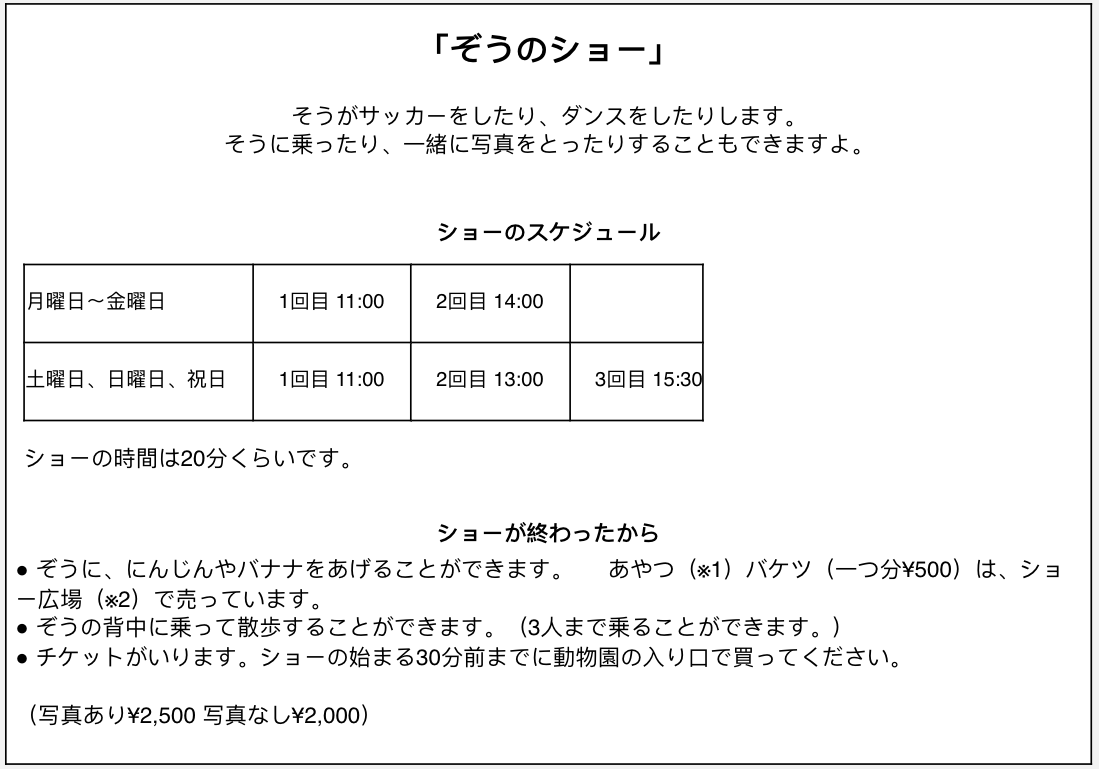 「ぞうのショー」
そうがサッカーをしたり、ダンスをしたりします。
そうに乗ったり、一緒に写真をとったりすることもできますよ。
ショーのスケジュール
月曜日～金曜日 1回目 11:00 2回目 14:00
土曜日、日曜日、祝日 1回目 11:00 2回目 13:00 3回目 15:30
ショーの時間は20分くらいです。
ショーが終わったから
● ぞうに、にんじんやバナナをあげることができます。　あやつ（※1）バケツ（一つ分¥500）は、ショ
ー広場（※2）で売っています。
● ぞうの背中に乗って散歩することができます。（3人まで乗ることができます。）
● チケットがいります。ショーの始まる30分前までに動物園の入り口で買ってください。
（写真あり¥2,500 写真なし¥2,000）